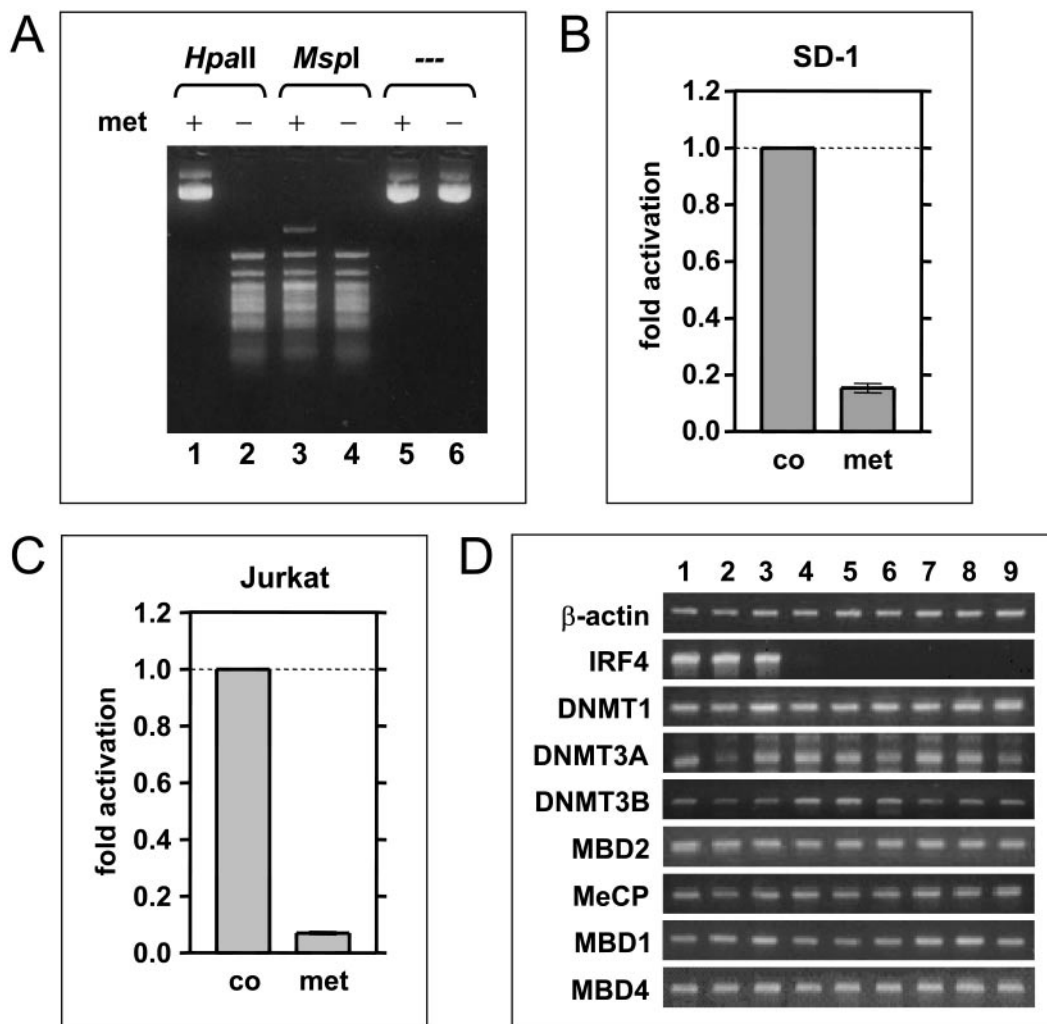 A
HpaII MspI ---
met + − + − + −
1 2 3 4 5 6
B
SD-1
fold activation
1.2
1.0
0.8
0.6
0.4
0.2
0.0
co met
C
Jurkat
fold activation
1.2
1.0
0.8
0.6
0.4
0.2
0.0
co met
D
1 2 3 4 5 6 7 8 9
β-actin
IRF4
DNMT1
DNMT3A
DNMT3B
MBD2
MeCP
MBD1
MBD4